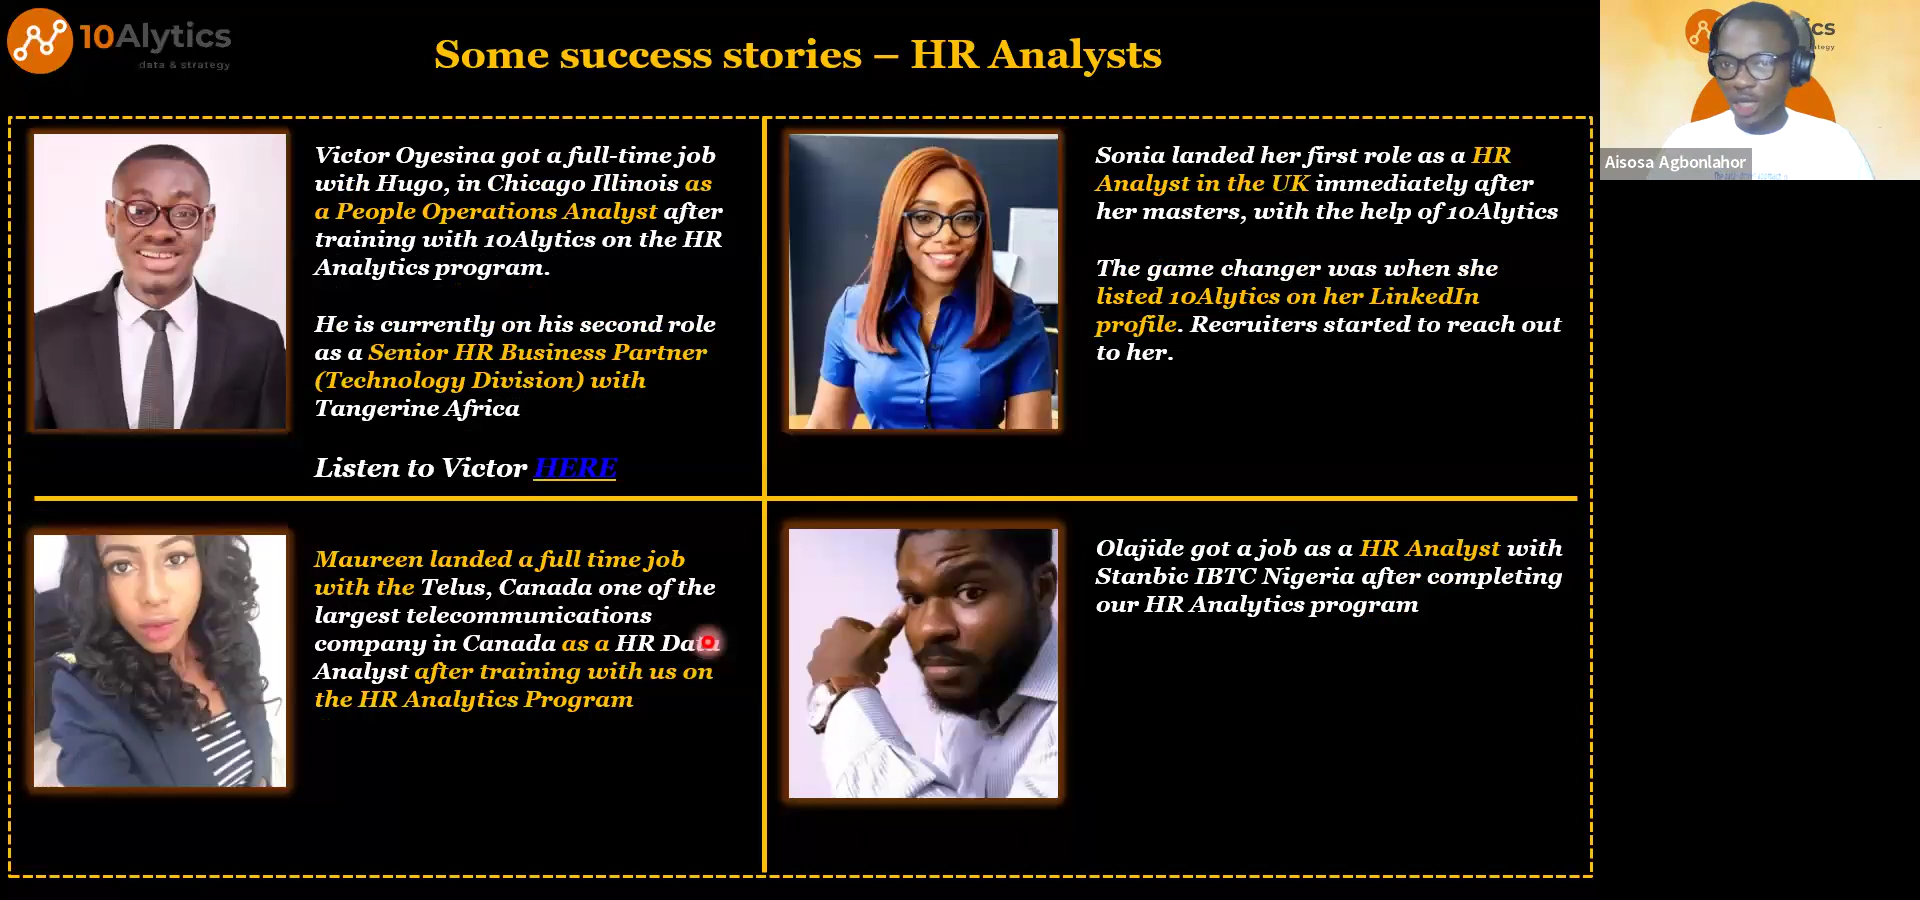 10Alytics
data & strategy
Some success stories – HR Analysts
Victor Oyesina got a full-time job
with Hugo, in Chicago Illinois as
a People Operations Analyst after
training with 10Alytics on the HR
Analytics program.
He is currently on his second role
as a Senior HR Business Partner
(Technology Division) with
Tangerine Africa
Listen to Victor HERE
Sonia landed her first role as a HR
Analyst in the UK immediately after
her masters, with the help of 10Alytics
The game changer was when she
listed 10Alytics on her LinkedIn
profile. Recruiters started to reach out
to her.
Maureen landed a full time job
with the Telus, Canada one of the
largest telecommunications
company in Canada as a HR Data
Analyst after training with us on
the HR Analytics Program
Olajide got a job as a HR Analyst with
Stanbic IBTC Nigeria after completing
our HR Analytics program
Aisosa Agbonlahor